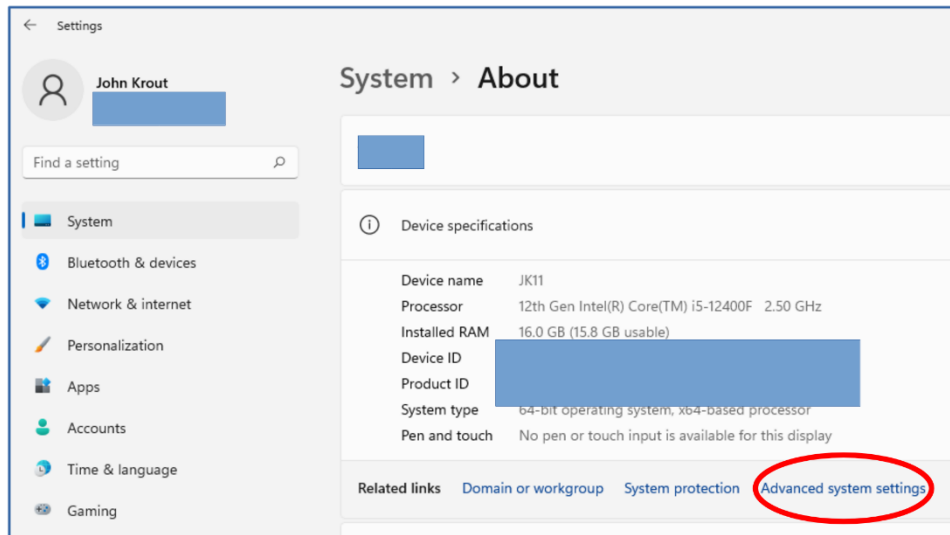 Settings
John Krout
System > About
Find a setting
System
Device specifications
Bluetooth & devices
Device name JK11
Network & internet
Processor 12th Gen Intel(R) Core(TM) i5-12400F 2.50 GHz
Installed RAM 16.0 GB (15.8 GB usable)
Personalization
Device ID
Product ID
Apps
System type 64-bit operating system, x64-based processor
Accounts
Pen and touch No pen or touch input is available for this display
Time & language
Related links Domain or workgroup System protection Advanced system settings
Gaming